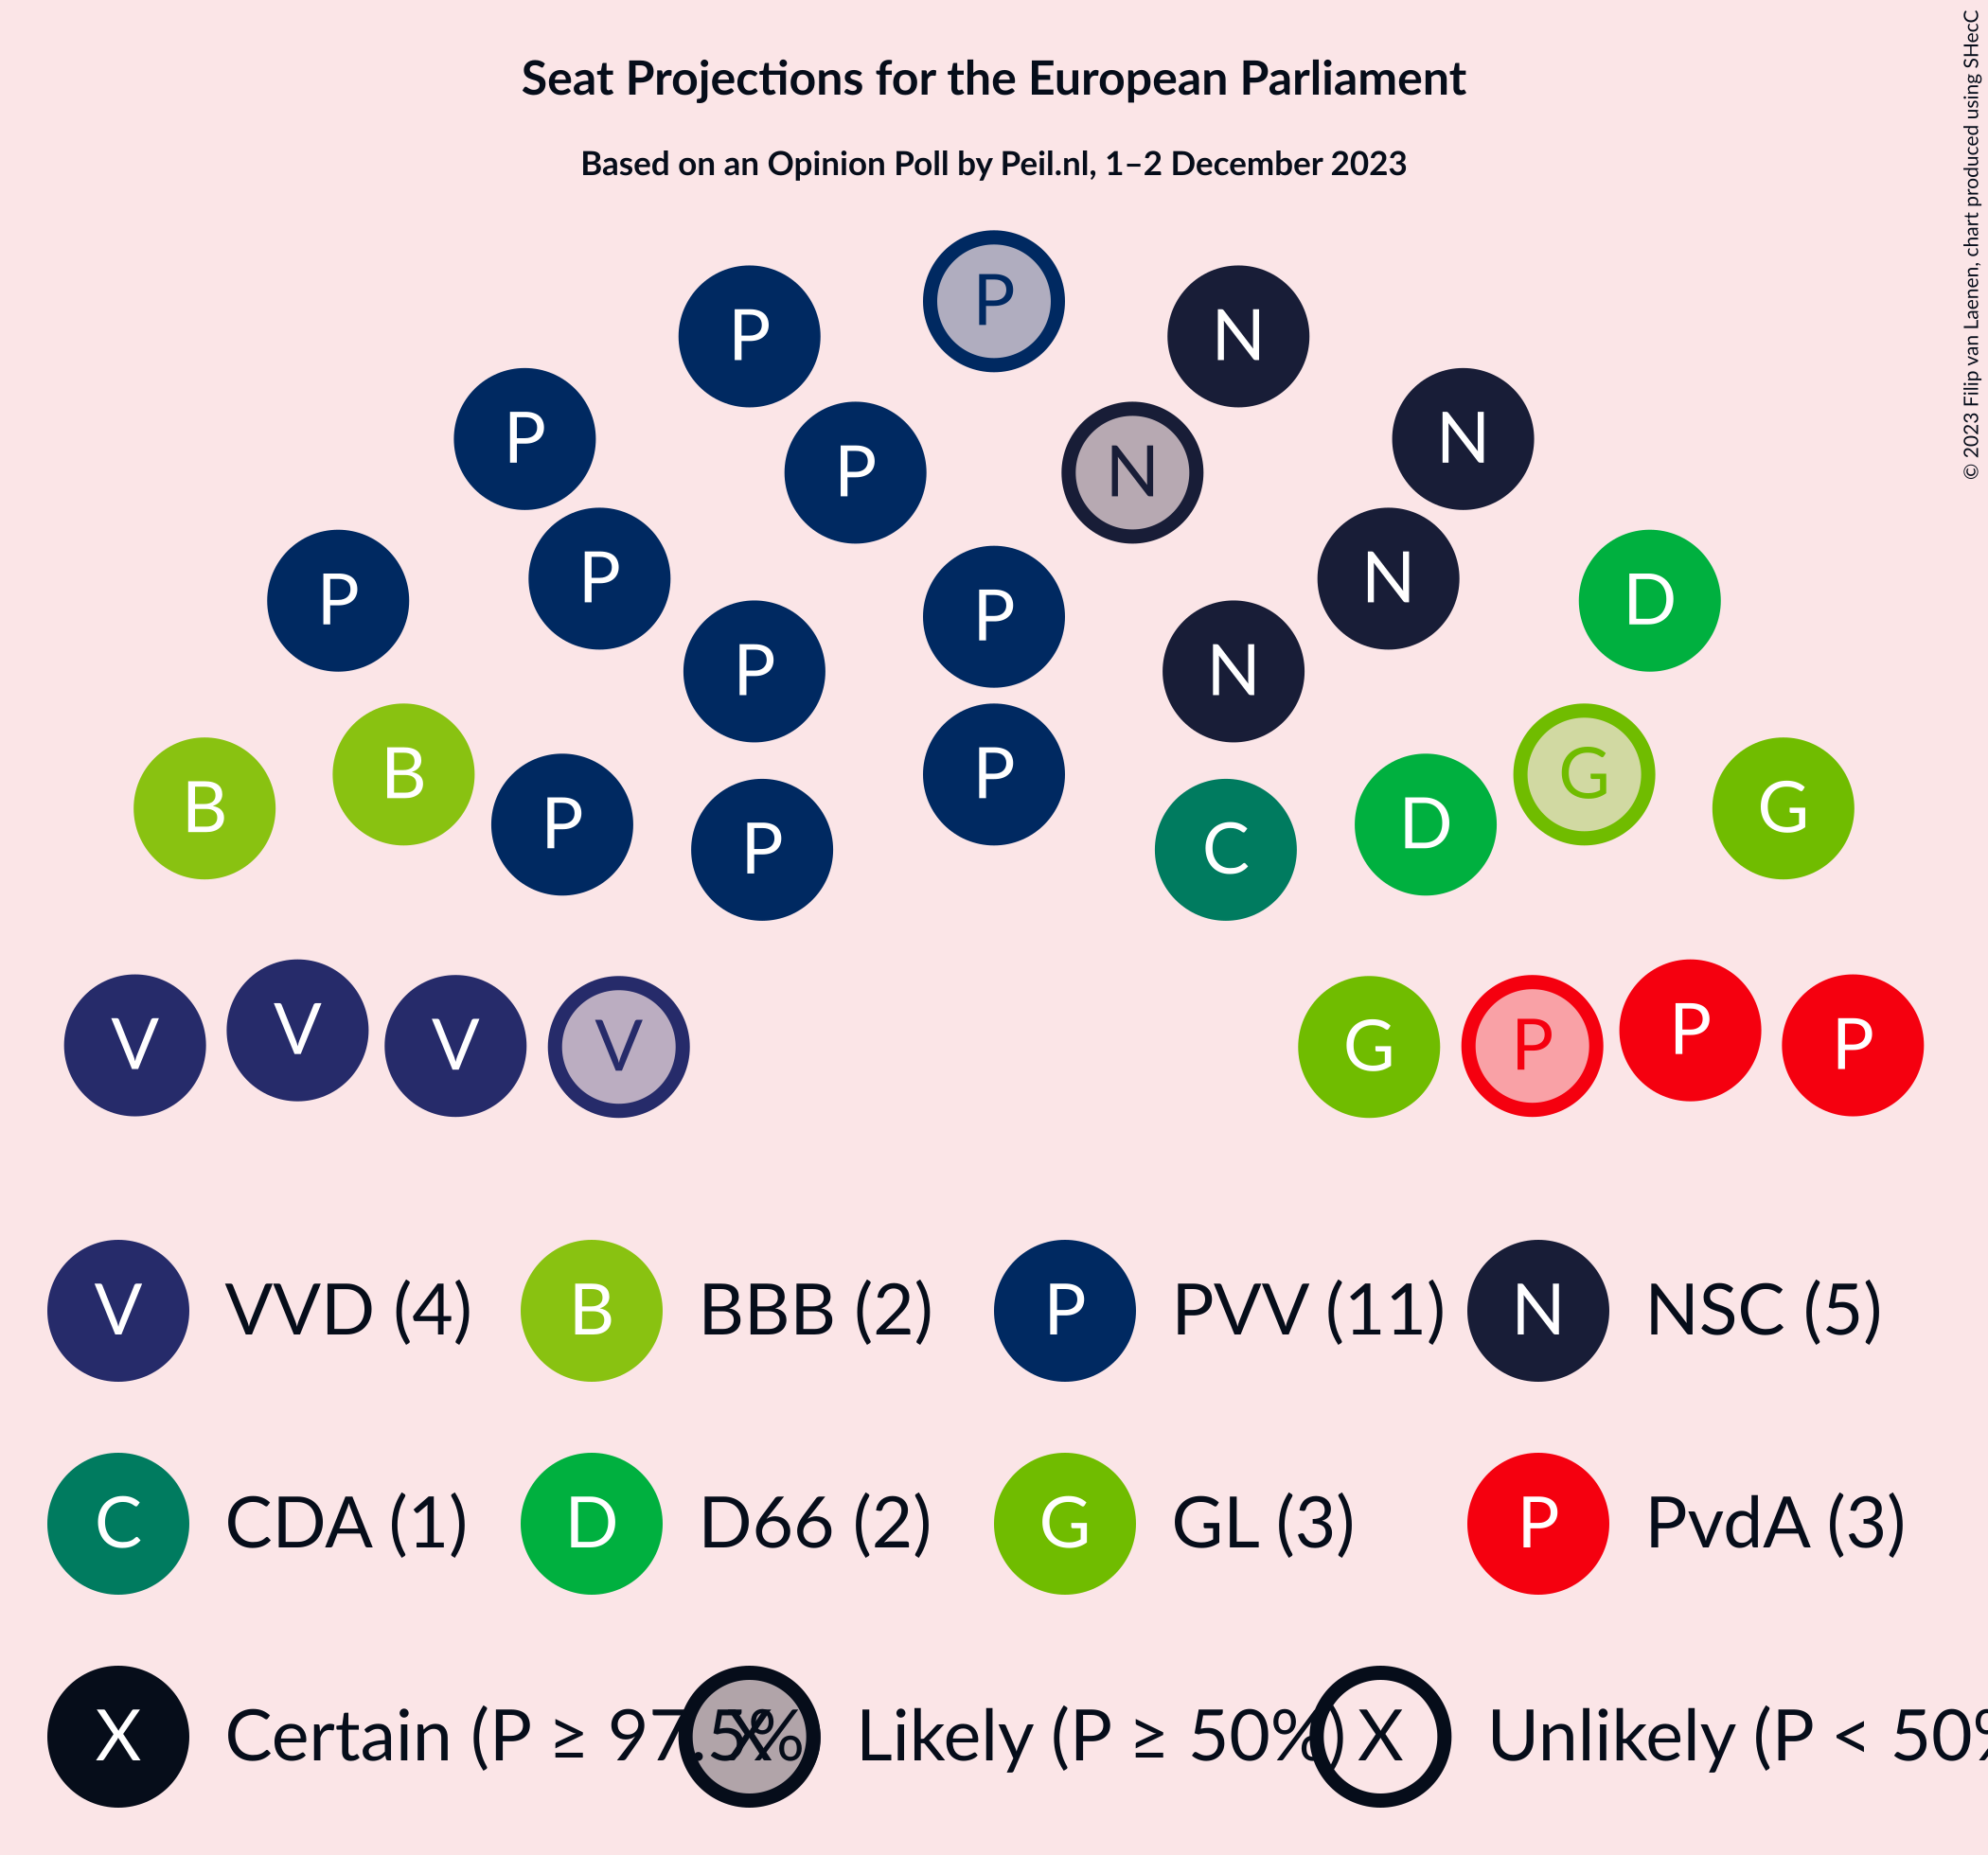 Seat Projections for the European Parliament
Based on an Opinion Poll by Peil.nl, 1–2 December 2023
© 2023 Filip van Laenen, chart produced using SHecC
P
P N
P N
P N
P N
P P
P D
P N
B G
B P P D G
P C
V V V V G P P P
V VVD (4) B BBB (2) P PVV (11) N NSC (5)
C CDA (1) D D66 (2) G GL (3) P PvdA (3)
X Certain (P ≥ 97.5% X Likely (P ≥ 50%) X Unlikely (P < 50%